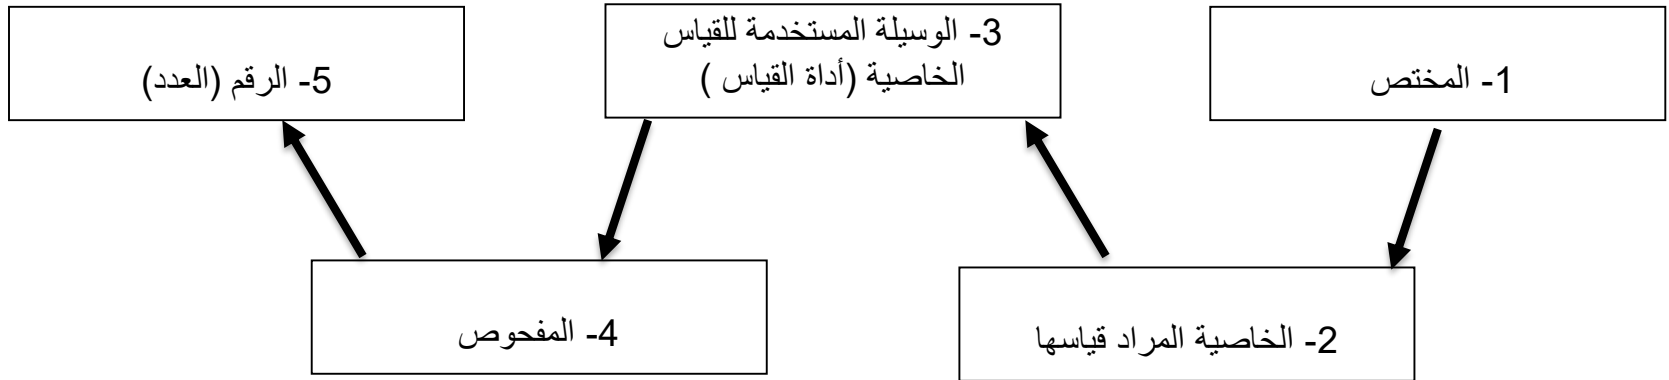 1- المختص
2- الخاصية المراد قياسها
3- الوسيلة المستخدمة للقياس
الخاصية (أداة القياس )
4- المفحوص
5- الرقم (العدد)